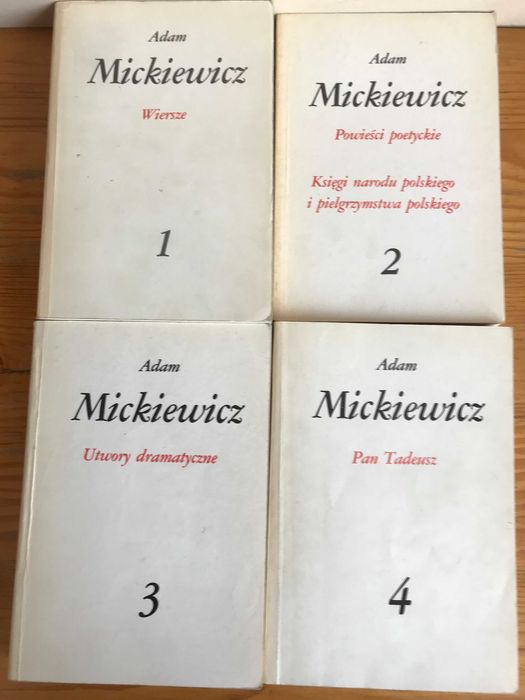 Adam
Mickiewicz
Wiersze
1
Adam
Mickiewicz
Powieści poetyckie
Księgi narodu polskiego
i pielgrzymstwa polskiego
2
Adam
Mickiewicz
Utwory dramatyczne
3
Adam
Mickiewicz
Pan Tadeusz
4